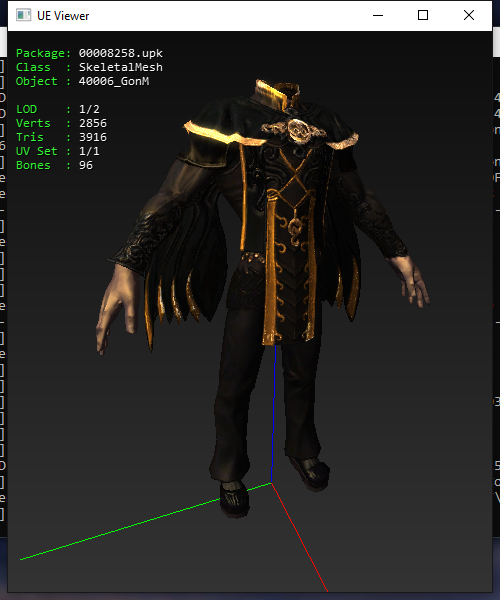 UE Viewer
Package: 00008258.upk
Class : SkeletalMesh
Object : 40006_GonM
LOD : 1/2
Verts : 2856
Tris : 3916
UV Set : 1/1
Bones : 96